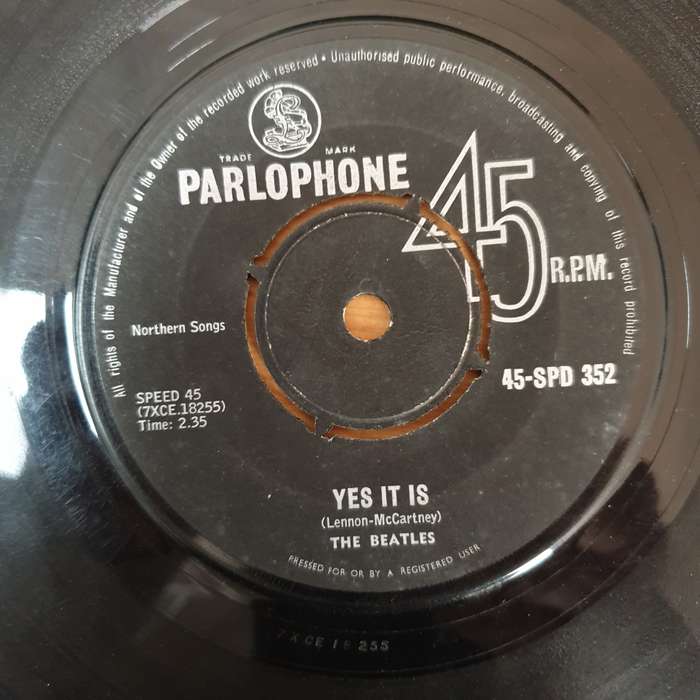 All rights of the Manufacturer and of the Owner of the recorded work reserved • Unauthorised public performance, broadcasting and copying of this record prohibited
TRADE MARK
PARLOPHONE
45 R.P.M.
Northern Songs
45-SPD 352
SPEED 45
(7XCE.18255)
Time: 2.35
YES IT IS
(Lennon-McCartney)
THE BEATLES
PRESSED FOR OR BY A REGISTERED USER
7XCE 18255